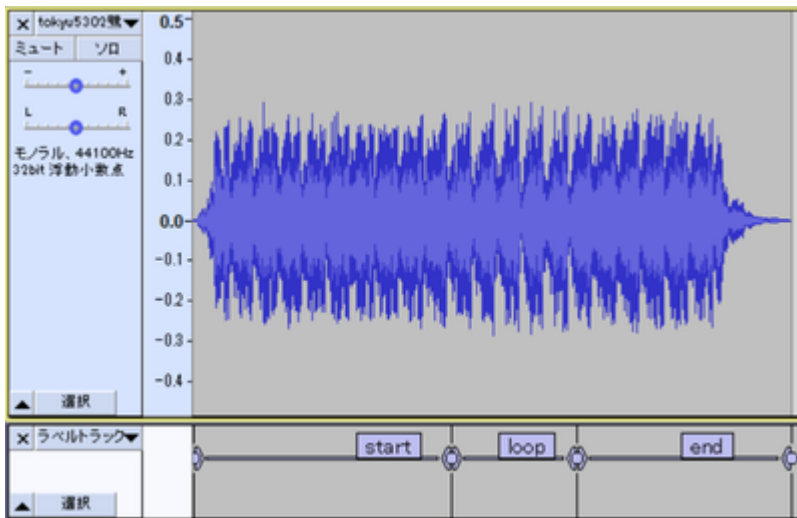 × tokyu5302號▼
ミュート ソロ
- +
L R
モノラル、44100Hz
32bit 浮動小数点
▲ 選択
0.5
0.4
0.3
0.2
0.1
0.0
-0.1
-0.2
-0.3
-0.4
× ラベルトラック▼
start loop end
▲ 選択